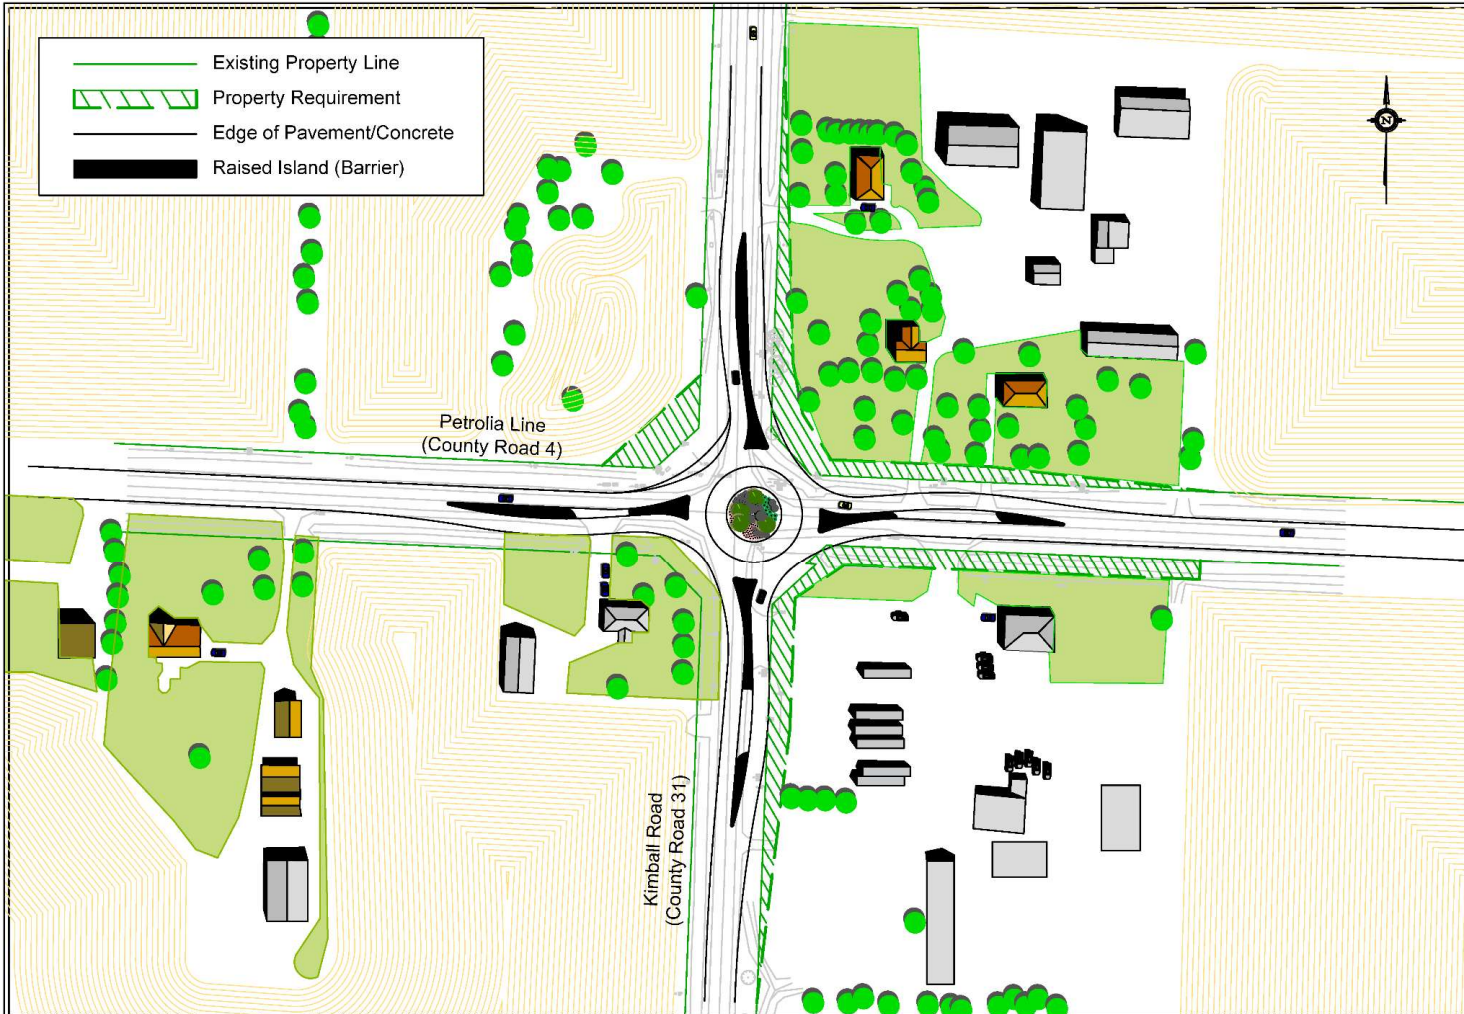 Existing Property Line
Property Requirement
Edge of Pavement/Concrete
Raised Island (Barrier)
N
Petrolia Line
(County Road 4)
Kimball Road
(County Road 31)